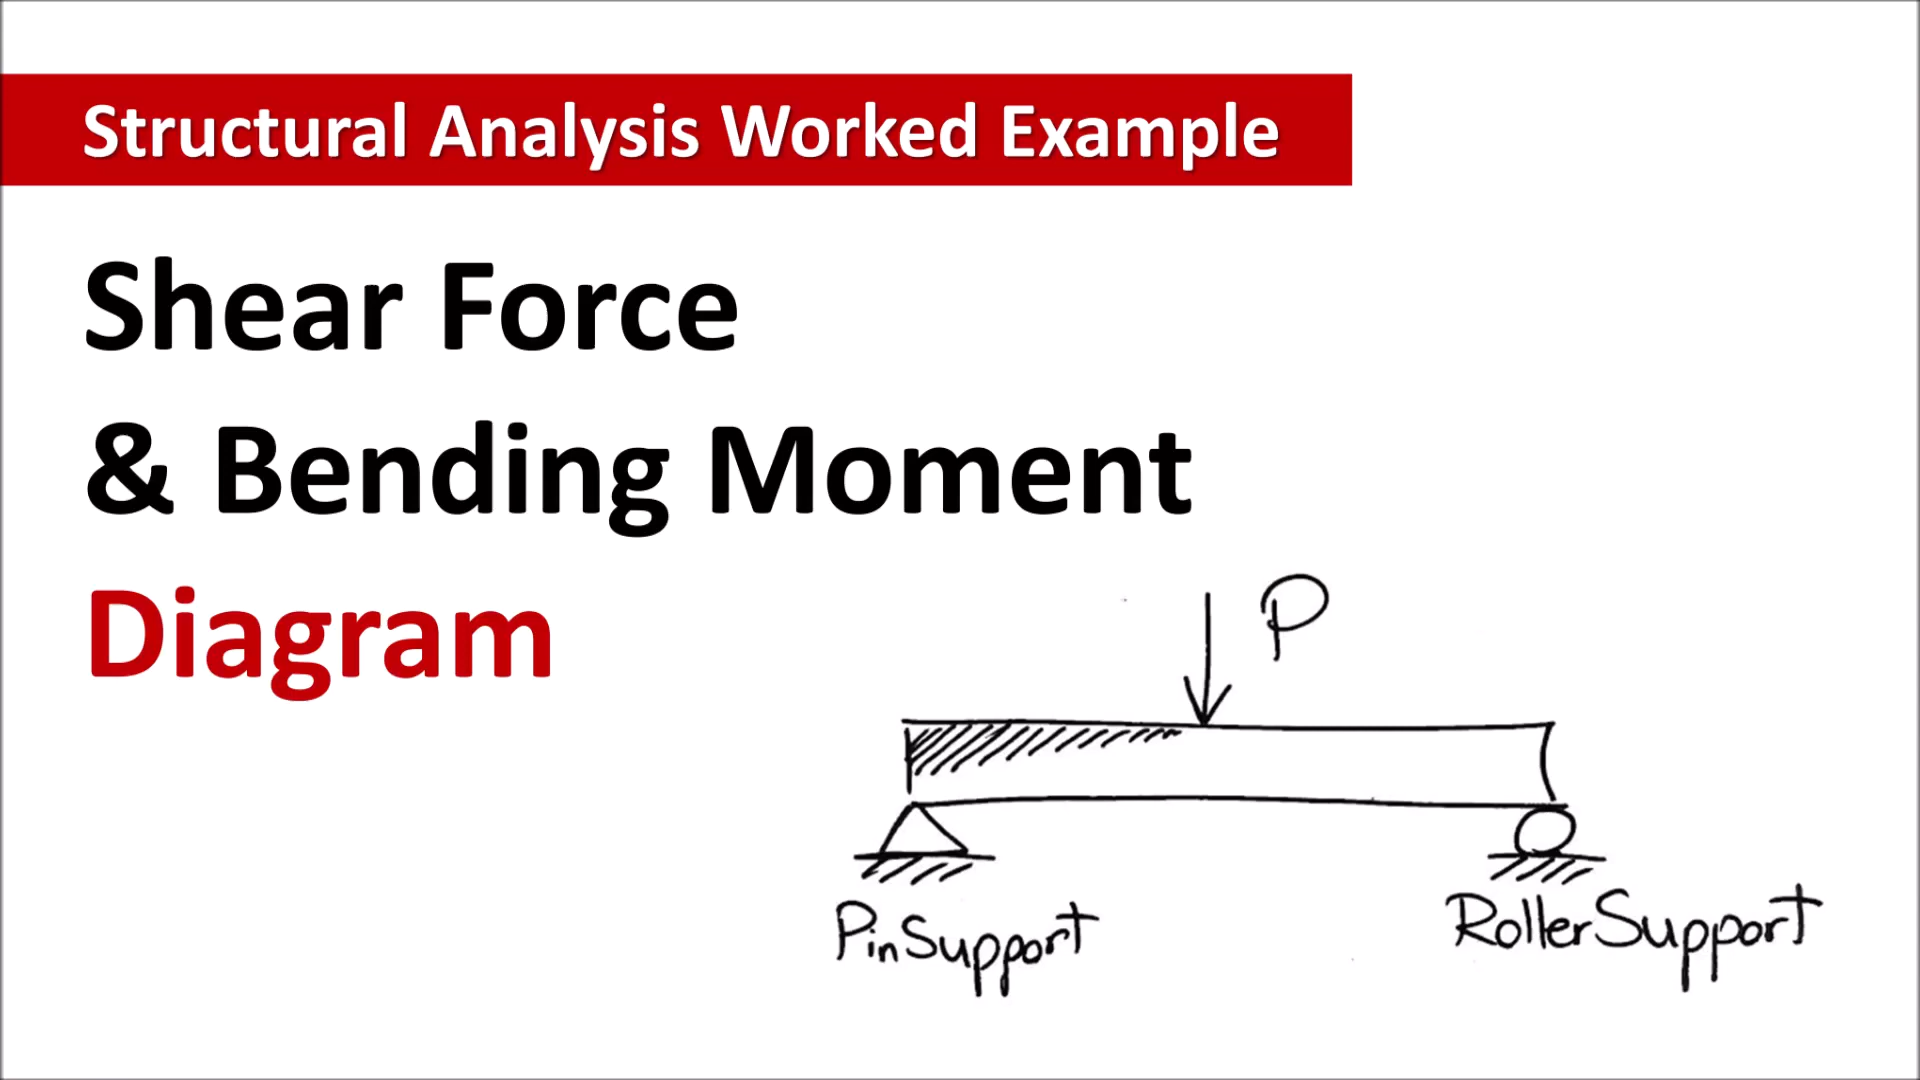 Structural Analysis Worked Example
Shear Force
& Bending Moment
Diagram
P
Pin Support
Roller Support